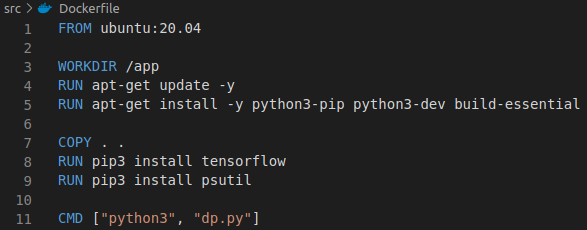 src > Dockerfile
1 FROM ubuntu:20.04
2
3 WORKDIR /app
4 RUN apt-get update -y
5 RUN apt-get install -y python3-pip python3-dev build-essential
6
7 COPY . .
8 RUN pip3 install tensorflow
9 RUN pip3 install psutil
10
11 CMD ["python3", "dp.py"]